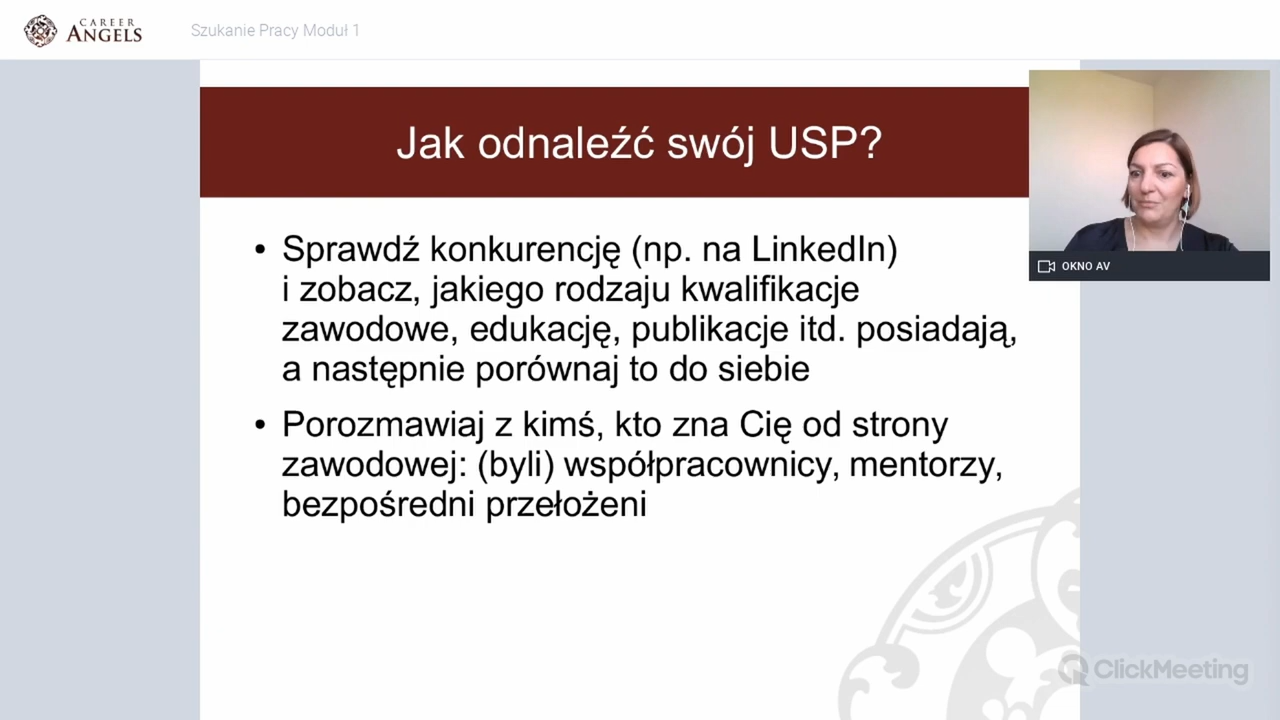 CAREER
ANGELS
Szukanie Pracy Moduł 1
Jak odnaleźć swój USP?
• Sprawdź konkurencję (np. na LinkedIn)
i zobacz, jakiego rodzaju kwalifikacje
zawodowe, edukację, publikacje itd. posiadają,
a następnie porównaj to do siebie
• Porozmawiaj z kimś, kto zna Cię od strony
zawodowej: (byli) współpracownicy, mentorzy,
bezpośredni przełożeni
OKNO AV
ClickMeeting